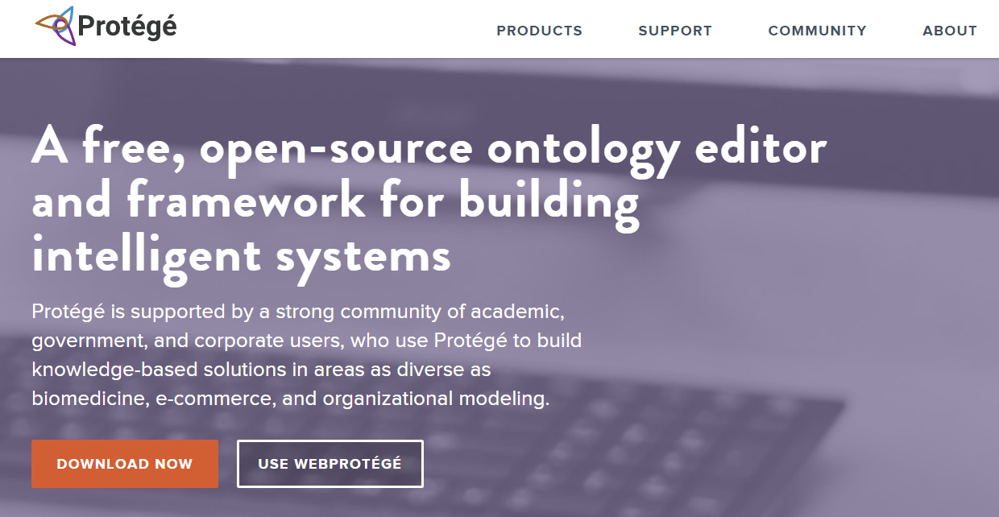 Protégé
PRODUCTS SUPPORT COMMUNITY ABOUT
A free, open-source ontology editor
and framework for building
intelligent systems
Protégé is supported by a strong community of academic,
government, and corporate users, who use Protégé to build
knowledge-based solutions in areas as diverse as
biomedicine, e-commerce, and organizational modeling.
DOWNLOAD NOW USE WEBPROTÉGÉ